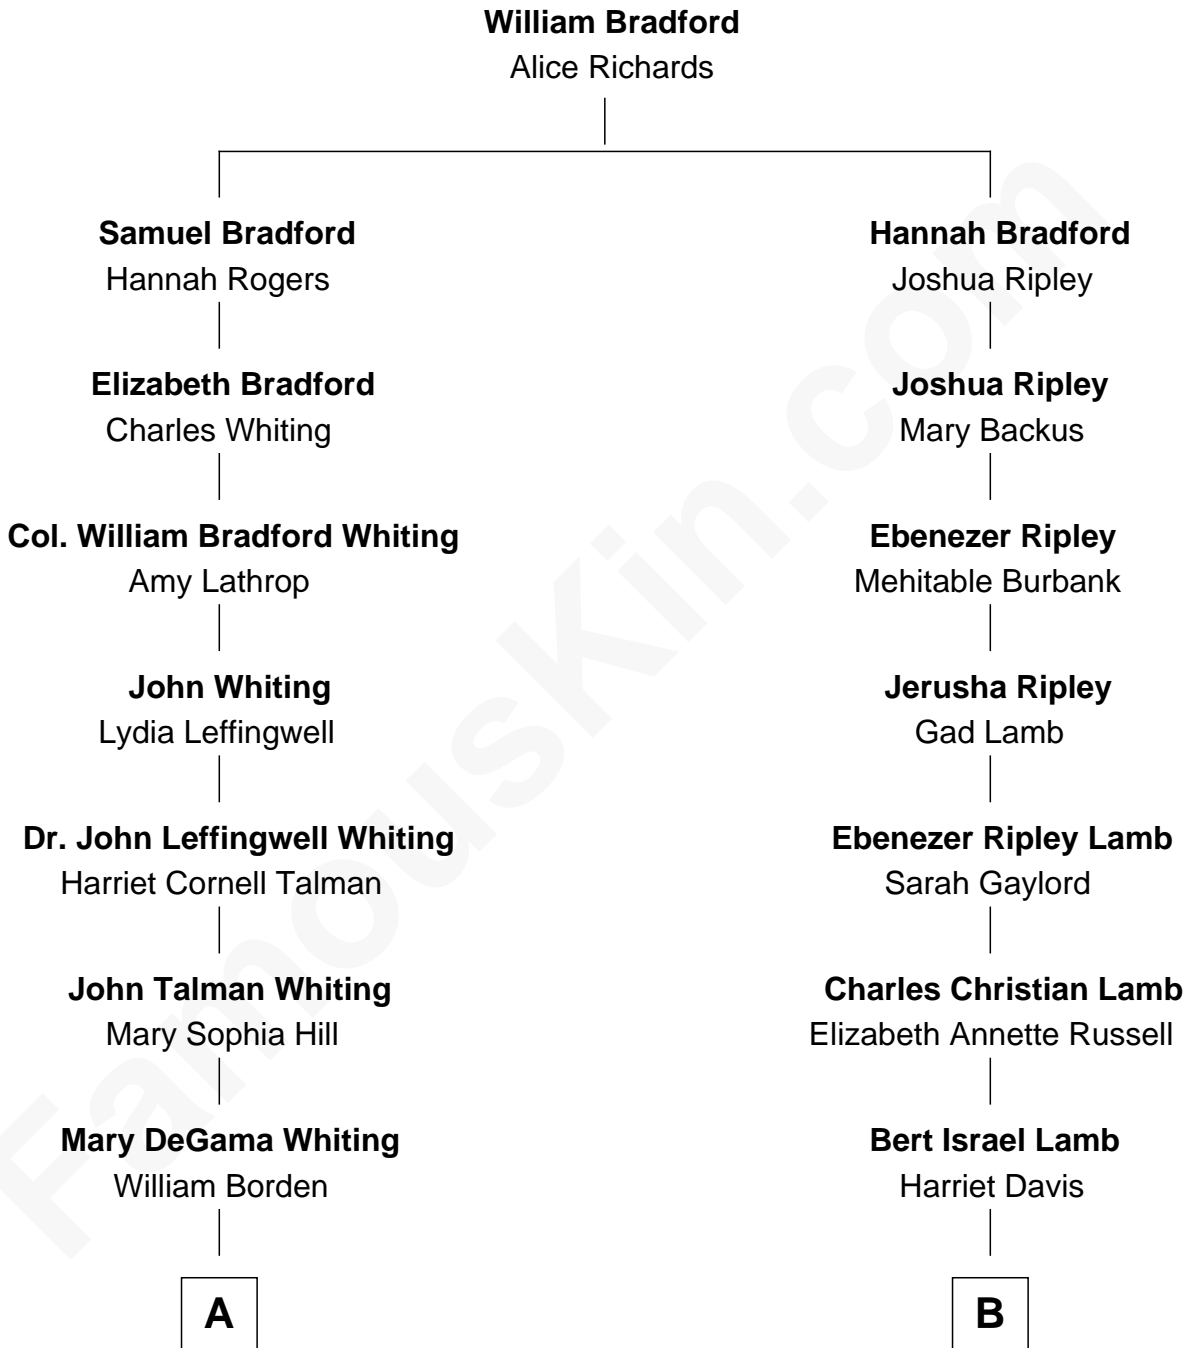 William Bradford
Alice Richards
Samuel Bradford
Hannah Rogers
Hannah Bradford
Joshua Ripley
Elizabeth Bradford
Charles Whiting
Joshua Ripley
Mary Backus
Col. William Bradford Whiting
Amy Lathrop
Ebenezer Ripley
Mehitable Burbank
John Whiting
Lydia Leffingwell
Jerusha Ripley
Gad Lamb
Dr. John Leffingwell Whiting
Harriet Cornell Talman
Ebenezer Ripley Lamb
Sarah Gaylord
John Talman Whiting
Mary Sophia Hill
Charles Christian Lamb
Elizabeth Annette Russell
Mary DeGama Whiting
William Borden
Bert Israel Lamb
Harriet Davis
A
B
FamousKin.com